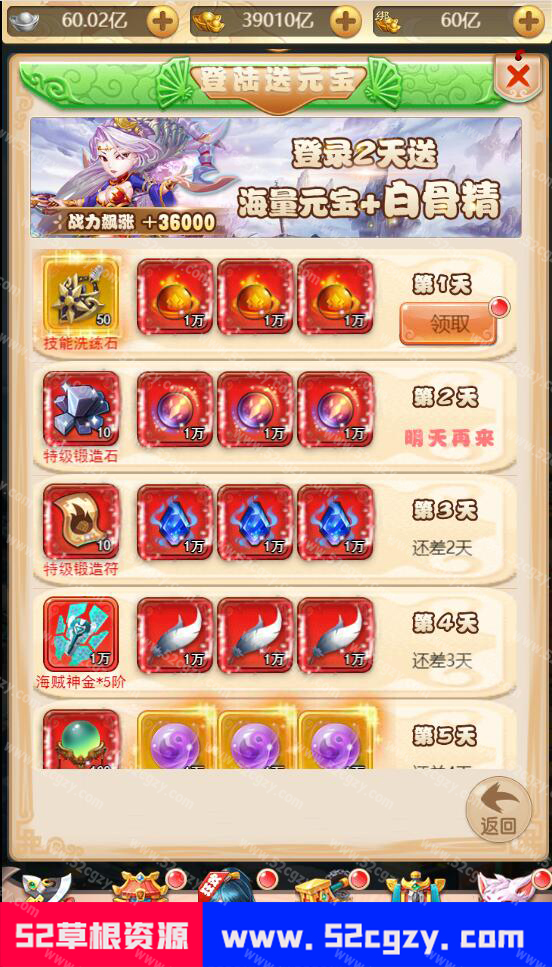 60.02亿
39010亿
绑
60亿
登陆送元宝
登录2天送
海量元宝+白骨精
战力飙涨 +36000
50 1万 1万 1万
第1天
技能洗练石
领取
10 1万 1万 1万
第2天
特级锻造石
明天再来
10 1万 1万 1万
第3天
特级锻造符
还差2天
1万 1万 1万 1万
第4天
海贼神金*5阶
还差3天
第5天
返回
狂欢
52草根资源
www.52cgzy.com